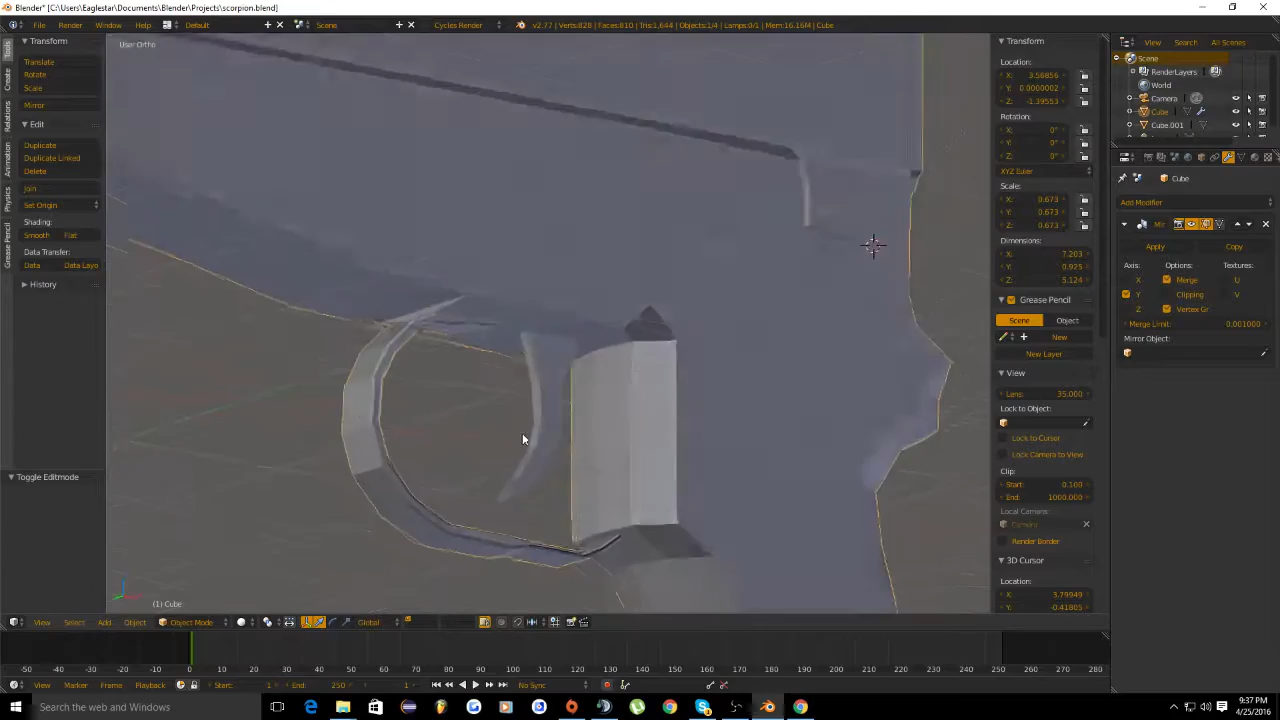 Blender* [C:\Users\Eaglestar\Documents\Blender\Projects\scorpion.blend]
File Render Window Help Default Scene Cycles Render v2.77 | Verts:828 | Faces:810 | Tris:1,644 | Objects:1/4 | Lamps:0/1 | Mem:16.16M | Cube
Transform
Translate
Rotate
Scale
Mirror
Edit
Duplicate
Duplicate Linked
Delete
Join
Set Origin
Shading:
Smooth Flat
Data Transfer:
Data Data Layo
History
Toggle Editmode
Tools
Create
Relations
Animation
Physics
Grease Pencil
User Ortho
(1) Cube
Transform
Location:
X: 3.56856
Y: 0.0000002
Z: -1.39553
Rotation:
X: 0°
Y: 0°
Z: 0°
XYZ Euler
Scale:
X: 0.673
Y: 0.673
Z: 0.673
Dimensions:
X: 7.203
Y: 0.925
Z: 5.124
Grease Pencil
Scene Object
New
New Layer
View
Lens: 35.000
Lock to Object:
Lock to Cursor
Lock Camera to View
Clip:
Start: 0.100
End: 1000.000
Local Camera:
Camera
Render Border
3D Cursor
Location:
X: 3.79949
Y: -0.41805
View Search All Scenes
Scene
RenderLayers
World
Camera
Cube
Cube.001
Cube
Add Modifier
Mir
Apply Copy
Axis: Options: Textures:
X Merge U
Y Clipping V
Z Vertex Gr
Merge Limit: 0.001000
Mirror Object:
View Select Add Object Object Mode Global
-50 -40 -30 -20 -10 0 10 20 30 40 50 60 70 80 90 100 110 120 130 140 150 160 170 180 190 200 210 220 230 240 250 260 270 280
View Marker Frame Playback Start: 1 End: 250 1 No Sync
Search the web and Windows
9:37 PM
4/25/2016